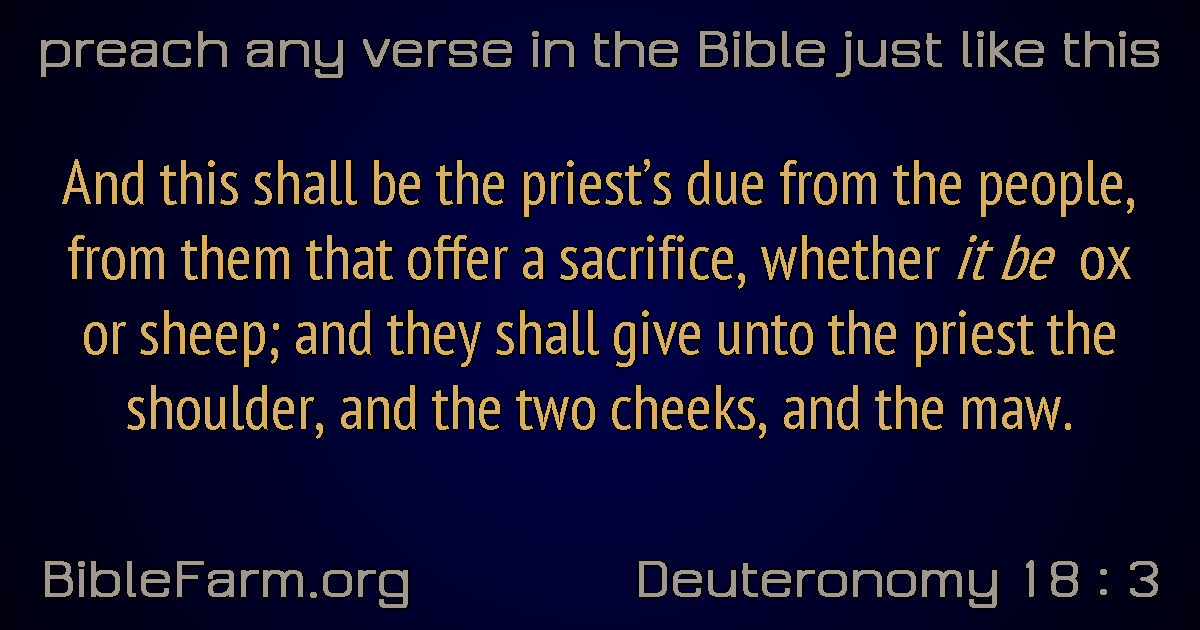 preach any verse in the Bible just like this
And this shall be the priest’s due from the people,
from them that offer a sacrifice, whether it be ox
or sheep; and they shall give unto the priest the
shoulder, and the two cheeks, and the maw.
BibleFarm.org
Deuteronomy 18 : 3